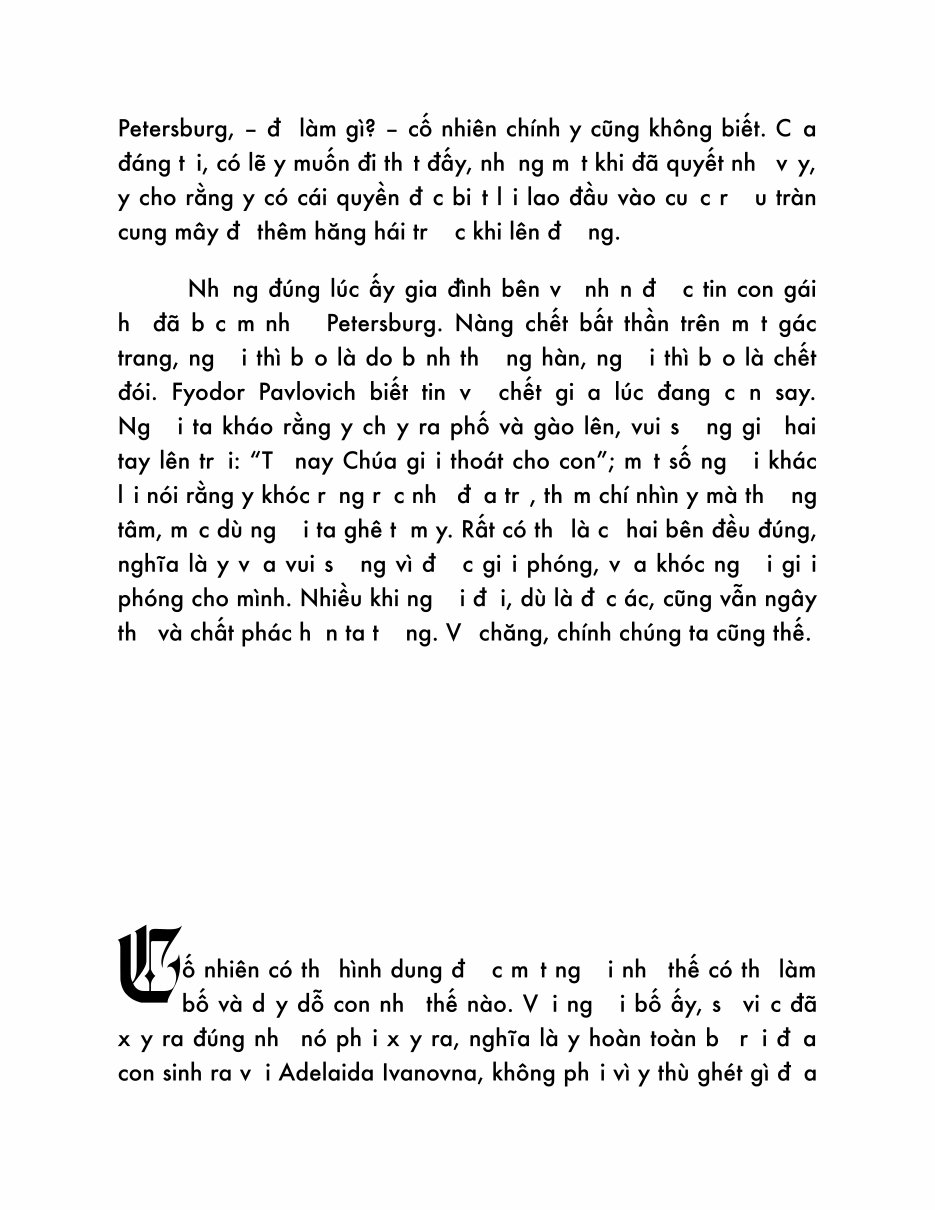 Petersburg, – đ làm gì? – cố nhiên chính y cũng không biết. C a
đáng t i, có lẽ y muốn đi th t đấy, nh ng m t khi đã quyết nh v y,
y cho rằng y có cái quyền đ c bi t l i lao đầu vào cu c r u tràn
cung mây đ thêm hăng hái tr c khi lên đ ng.
Nh ng đúng lúc ấy gia đình bên v nh n đ c tin con gái
h đã b c m nh Petersburg. Nàng chết bất thần trên m t gác
trang, ng i thì b o là do b nh th ng hàn, ng i thì b o là chết
đói. Fyodor Pavlovich biết tin v chết gi a lúc đang c n say.
Ng i ta kháo rằng y ch y ra phố và gào lên, vui s ng gi hai
tay lên tr i: “T nay Chúa gi i thoát cho con”; m t số ng i khác
l i nói rằng y khóc r ng r c nh đ a tr , th m chí nhìn y mà th ng
tâm, m c dù ng i ta ghê t m y. Rất có th là c hai bên đều đúng,
nghĩa là y v a vui s ng vì đ c gi i phóng, v a khóc ng i gi i
phóng cho mình. Nhiều khi ng i đ i, dù là đ c ác, cũng vẫn ngây
th và chất phác h n ta t ng. V chăng, chính chúng ta cũng thế.
Cố nhiên có th hình dung đ c m t ng i nh thế có th làm
bố và d y dỗ con nh thế nào. V i ng i bố ấy, s vi c đã
x y ra đúng nh nó ph i x y ra, nghĩa là y hoàn toàn b r i đ a
con sinh ra v i Adelaida Ivanovna, không ph i vì y thù ghét gì đ a